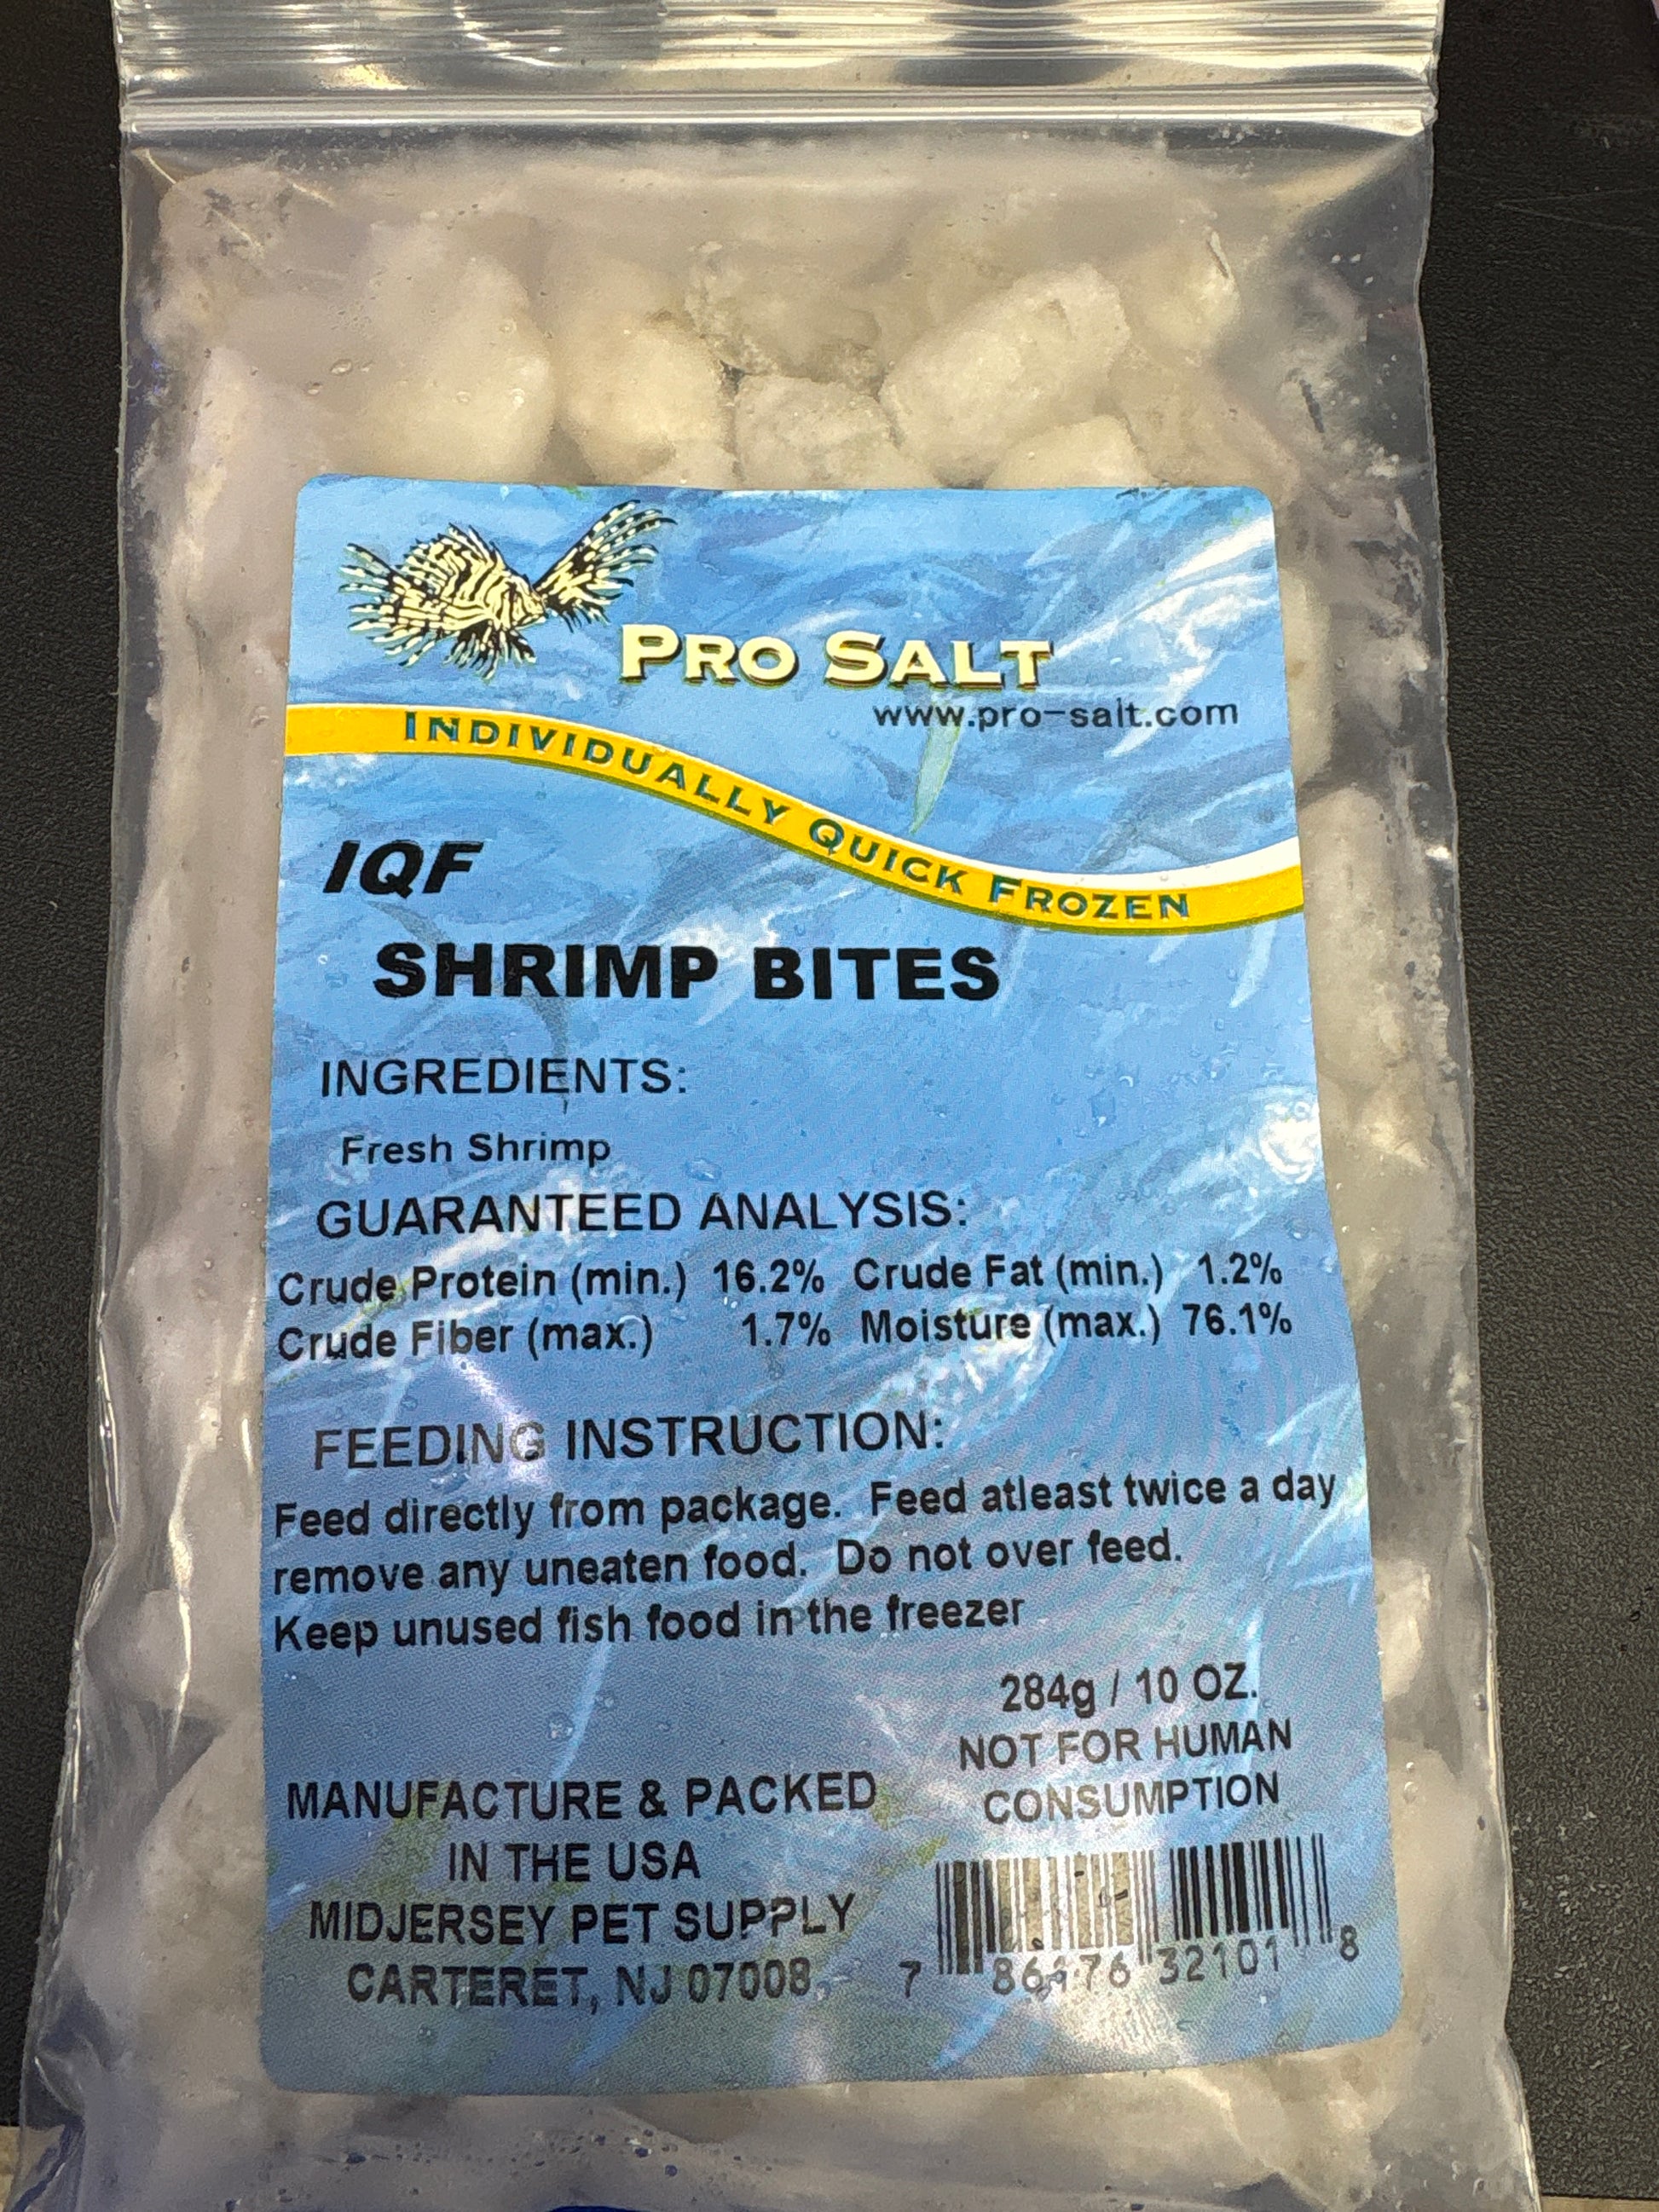 PRO SALT
www.pro-salt.com
INDIVIDUALLY QUICK FROZEN
IQF
SHRIMP BITES
INGREDIENTS:
Fresh Shrimp
GUARANTEED ANALYSIS:
Crude Protein (min.) 16.2% Crude Fat (min.) 1.2%
Crude Fiber (max.) 1.7% Moisture (max.) 76.1%
FEEDING INSTRUCTION:
Feed directly from package. Feed atleast twice a day
remove any uneaten food. Do not over feed.
Keep unused fish food in the freezer
284g / 10 OZ.
NOT FOR HUMAN
CONSUMPTION
MANUFACTURE & PACKED
IN THE USA
MIDJERSEY PET SUPPLY
CARTERET, NJ 07008
7 32101 8